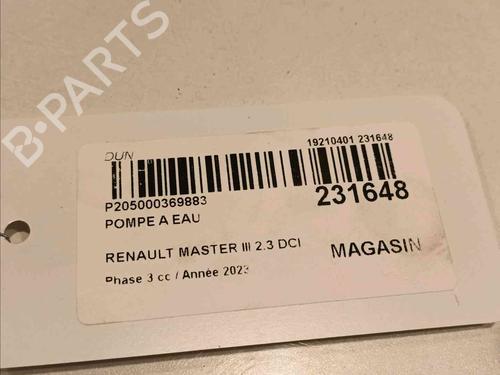 B-PARTS
DUN
19210401 231648
P205000369883
231648
POMPE A EAU
RENAULT MASTER III 2.3 DCI
MAGASIN
Phase 3 cc / Année 2023